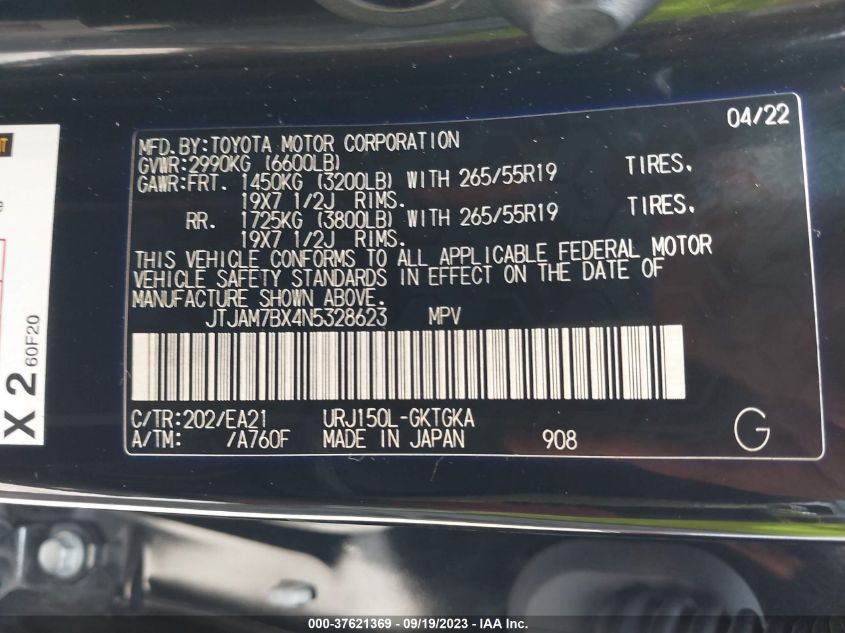 04/22
MFD.BY:TOYOTA MOTOR CORPORATION
GVWR:2990KG (6600LB)
GAWR:FRT. 1450KG (3200LB) WITH 265/55R19 TIRES.
19X7 1/2J RIMS.
RR. 1725KG (3800LB) WITH 265/55R19 TIRES.
19X7 1/2J RIMS.
THIS VEHICLE CONFORMS TO ALL APPLICABLE FEDERAL MOTOR
VEHICLE SAFETY STANDARDS IN EFFECT ON THE DATE OF
MANUFACTURE SHOWN ABOVE.
JTJAM7BX4N5328623 MPV
C/TR:202/EA21 URJ150L-GKTGKA
A/TM: /A760F MADE IN JAPAN 908 G
X 2 60F20
000-37621369 - 09/19/2023 - IAA Inc.